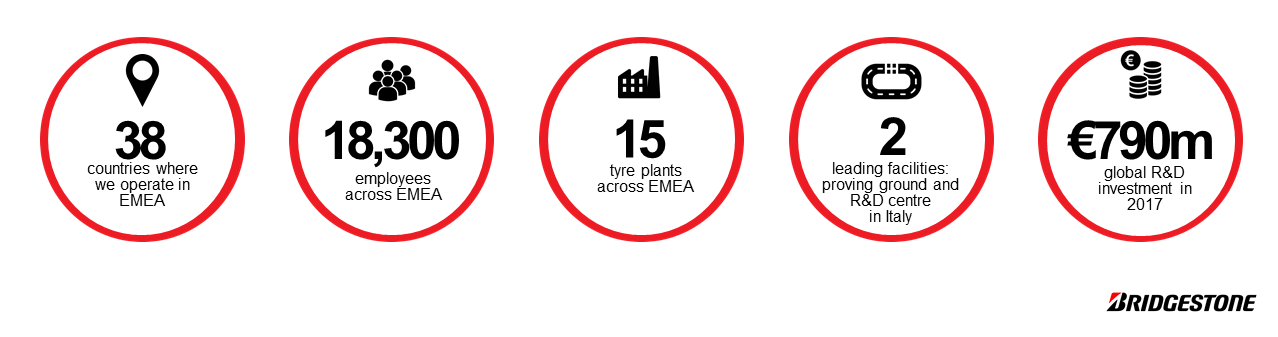 38
countries where
we operate in
EMEA
18,300
employees
across EMEA
15
tyre plants
across EMEA
2
leading facilities:
proving ground and
R&D centre
in Italy
€
€790m
global R&D
investment in
2017
BRIDGESTONE